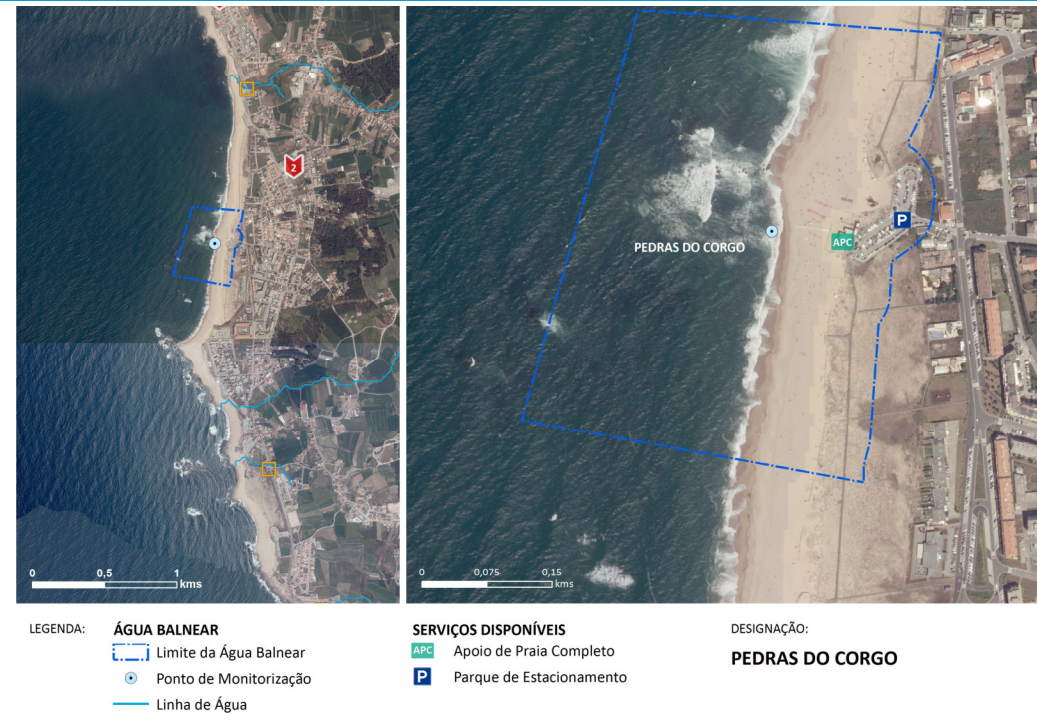 2
0 0,5 1
kms
PEDRAS DO CORGO
APC
P
0 0,075 0,15
kms
LEGENDA:
ÁGUA BALNEAR
Limite da Água Balnear
Ponto de Monitorização
Linha de Água
SERVIÇOS DISPONÍVEIS
APC Apoio de Praia Completo
P Parque de Estacionamento
DESIGNAÇÃO:
PEDRAS DO CORGO